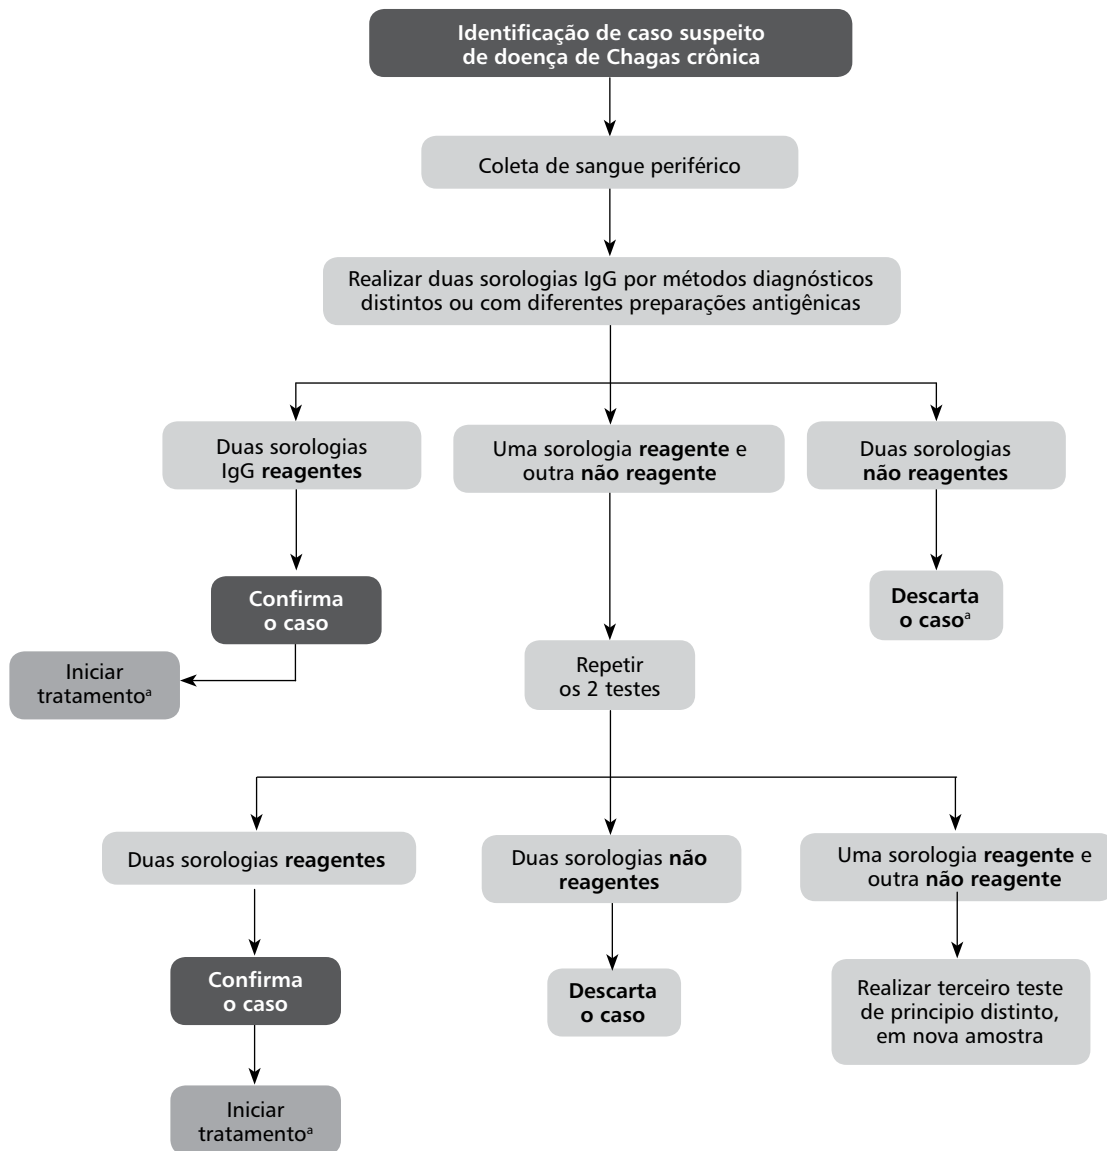 Identificação de caso suspeito
de doença de Chagas crônica
Coleta de sangue periférico
Realizar duas sorologias IgG por métodos diagnósticos
distintos ou com diferentes preparações antigênicas
Duas sorologias
IgG reagentes
Uma sorologia reagente e
outra não reagente
Duas sorologias
não reagentes
Confirma
o caso
Descarta
o casoᵃ
Iniciar
tratamentoᵃ
Repetir
os 2 testes
Duas sorologias reagentes
Duas sorologias não
reagentes
Uma sorologia reagente e
outra não reagente
Confirma
o caso
Descarta
o caso
Realizar terceiro teste
de principio distinto,
em nova amostra
Iniciar
tratamentoᵃ